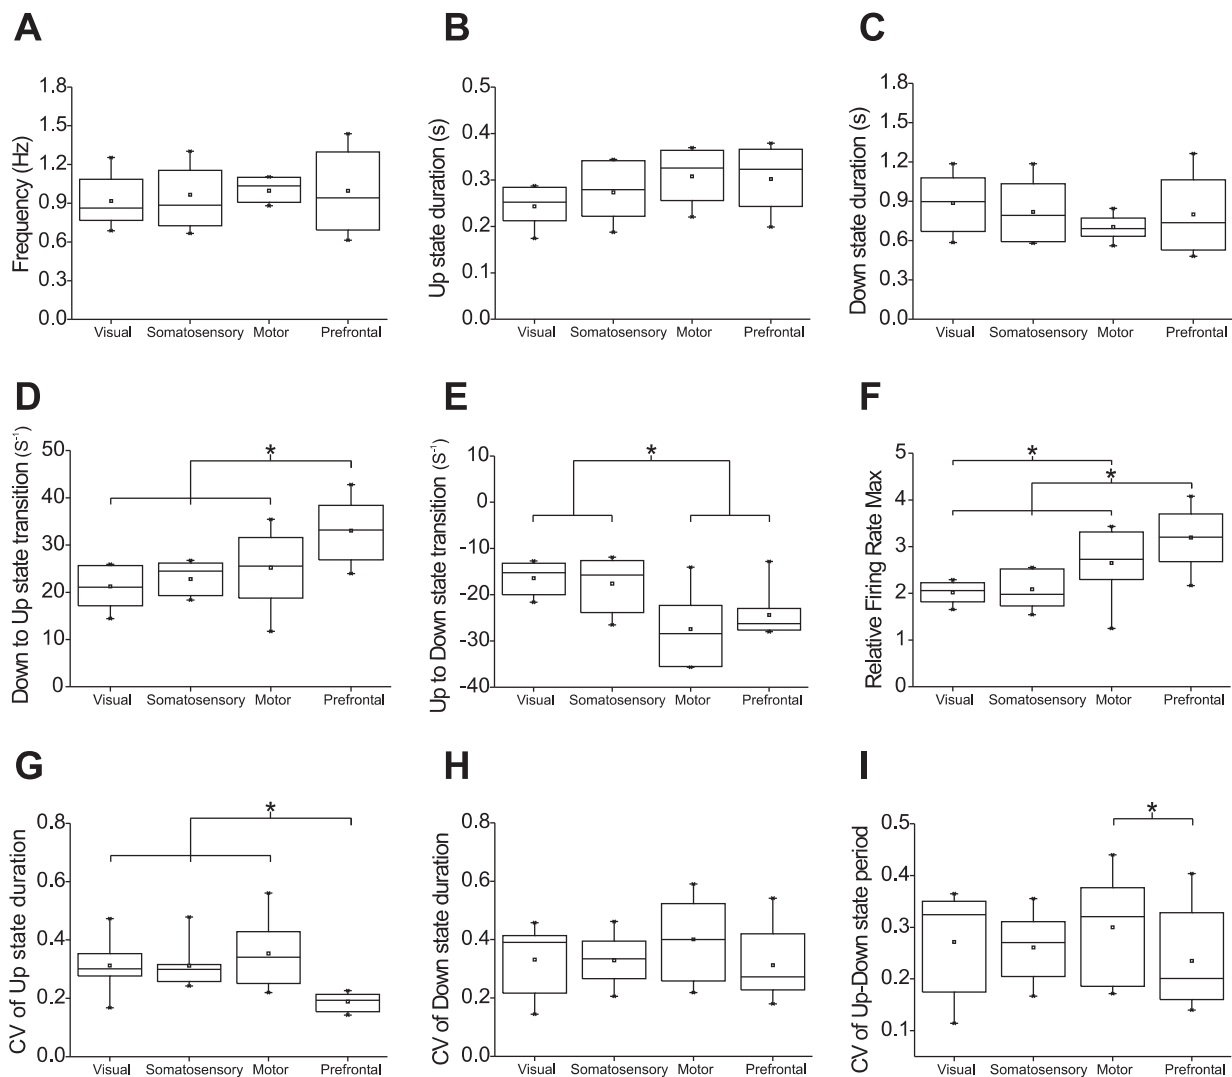 A
Frequency (Hz)
1.8
1.5
1.2
0.9
0.6
0.3
0.0
Visual Somatosensory Motor Prefrontal
B
Up state duration (s)
0.5
0.4
0.3
0.2
0.1
0.0
Visual Somatosensory Motor Prefrontal
C
Down state duration (s)
1.8
1.5
1.2
0.9
0.6
0.3
0.0
Visual Somatosensory Motor Prefrontal
D
Down to Up state transition (S⁻¹)
50
40
30
20
10
0
*
Visual Somatosensory Motor Prefrontal
E
Up to Down state transition (S⁻¹)
10
0
-10
-20
-30
-40
*
Visual Somatosensory Motor Prefrontal
F
Relative Firing Rate Max
5
4
3
2
1
0
*
*
Visual Somatosensory Motor Prefrontal
G
CV of Up state duration
0.8
0.6
0.4
0.2
0.0
*
Visual Somatosensory Motor Prefrontal
H
CV of Down state duration
0.8
0.6
0.4
0.2
0.0
Visual Somatosensory Motor Prefrontal
I
CV of Up-Down state period
0.5
0.4
0.3
0.2
0.1
*
Visual Somatosensory Motor Prefrontal